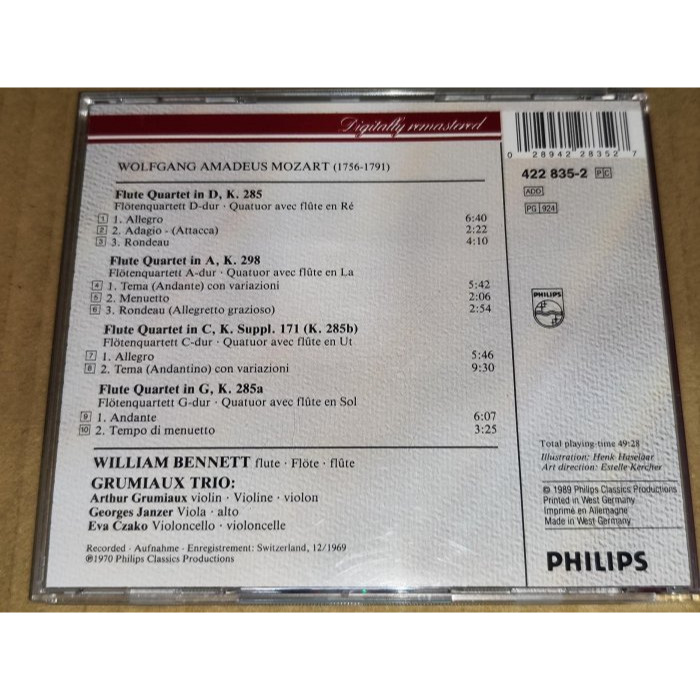 Digitally remastered
WOLFGANG AMADEUS MOZART (1756-1791)
Flute Quartet in D, K. 285
Flötenquartett D-dur · Quatuor avec flûte en Ré
1 1. Allegro 6:40
2 2. Adagio - (Attacca) 2:22
3 3. Rondeau 4:10
Flute Quartet in A, K. 298
Flötenquartett A-dur · Quatuor avec flûte en La
4 1. Tema (Andante) con variazioni 5:42
5 2. Menuetto 2:06
6 3. Rondeau (Allegretto grazioso) 2:54
Flute Quartet in C, K. Suppl. 171 (K. 285b)
Flötenquartett C-dur · Quatuor avec flûte en Ut
7 1. Allegro 5:46
8 2. Tema (Andantino) con variazioni 9:30
Flute Quartet in G, K. 285a
Flötenquartett G-dur · Quatuor avec flûte en Sol
9 1. Andante 6:07
10 2. Tempo di menuetto 3:25
WILLIAM BENNETT flute · Flöte · flûte
GRUMIAUX TRIO:
Arthur Grumiaux violin · Violine · violon
Georges Janzer Viola · alto
Eva Czako Violoncello · violoncelle
Recorded · Aufnahme · Enregistrement: Switzerland, 12/1969
℗1970 Philips Classics Productions
0 28942 28352 7
422 835-2 PC
ADD
PG 924
PHILIPS
Total playing-time 49:28
Illustration: Henk Haselaar
Art direction: Estelle Kercher
© 1989 Philips Classics Productions
Printed in West Germany
Imprimé en Allemagne
Made in West Germany
PHILIPS